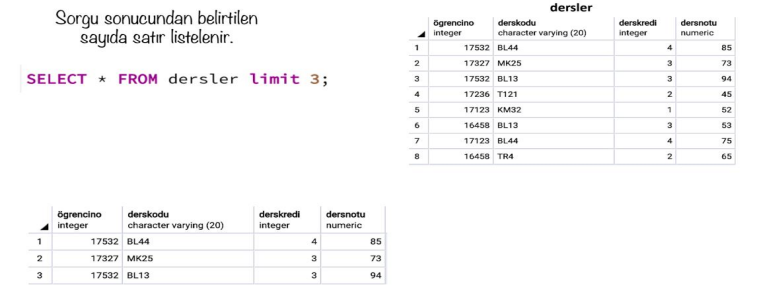 Sorgu sonucundan belirtilen
sayıda satır listelenir.
SELECT * FROM dersler limit 3;
dersler
ögrencino derskodu derskredi dersnotu
integer character varying (20) integer numeric
1 17532 BL44 4 85
2 17327 MK25 3 73
3 17532 BL13 3 94
4 17236 T121 2 45
5 17123 KM32 1 52
6 16458 BL13 3 53
7 17123 BL44 4 75
8 16458 TR4 2 65
ögrencino derskodu derskredi dersnotu
integer character varying (20) integer numeric
1 17532 BL44 4 85
2 17327 MK25 3 73
3 17532 BL13 3 94